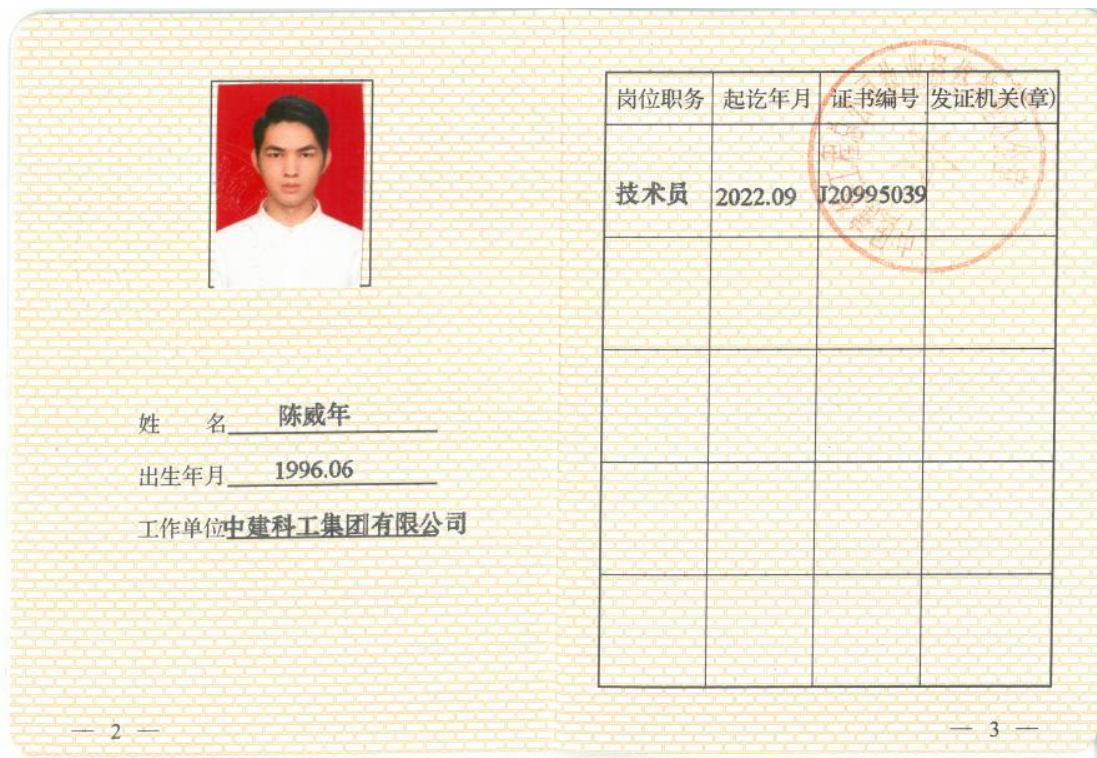 姓 名 陈威年
出生年月 1996.06
工作单位 中建科工集团有限公司
— 2 —
岗位职务 起讫年月 证书编号 发证机关(章)
技术员 2022.09 J20995039
— 3 —